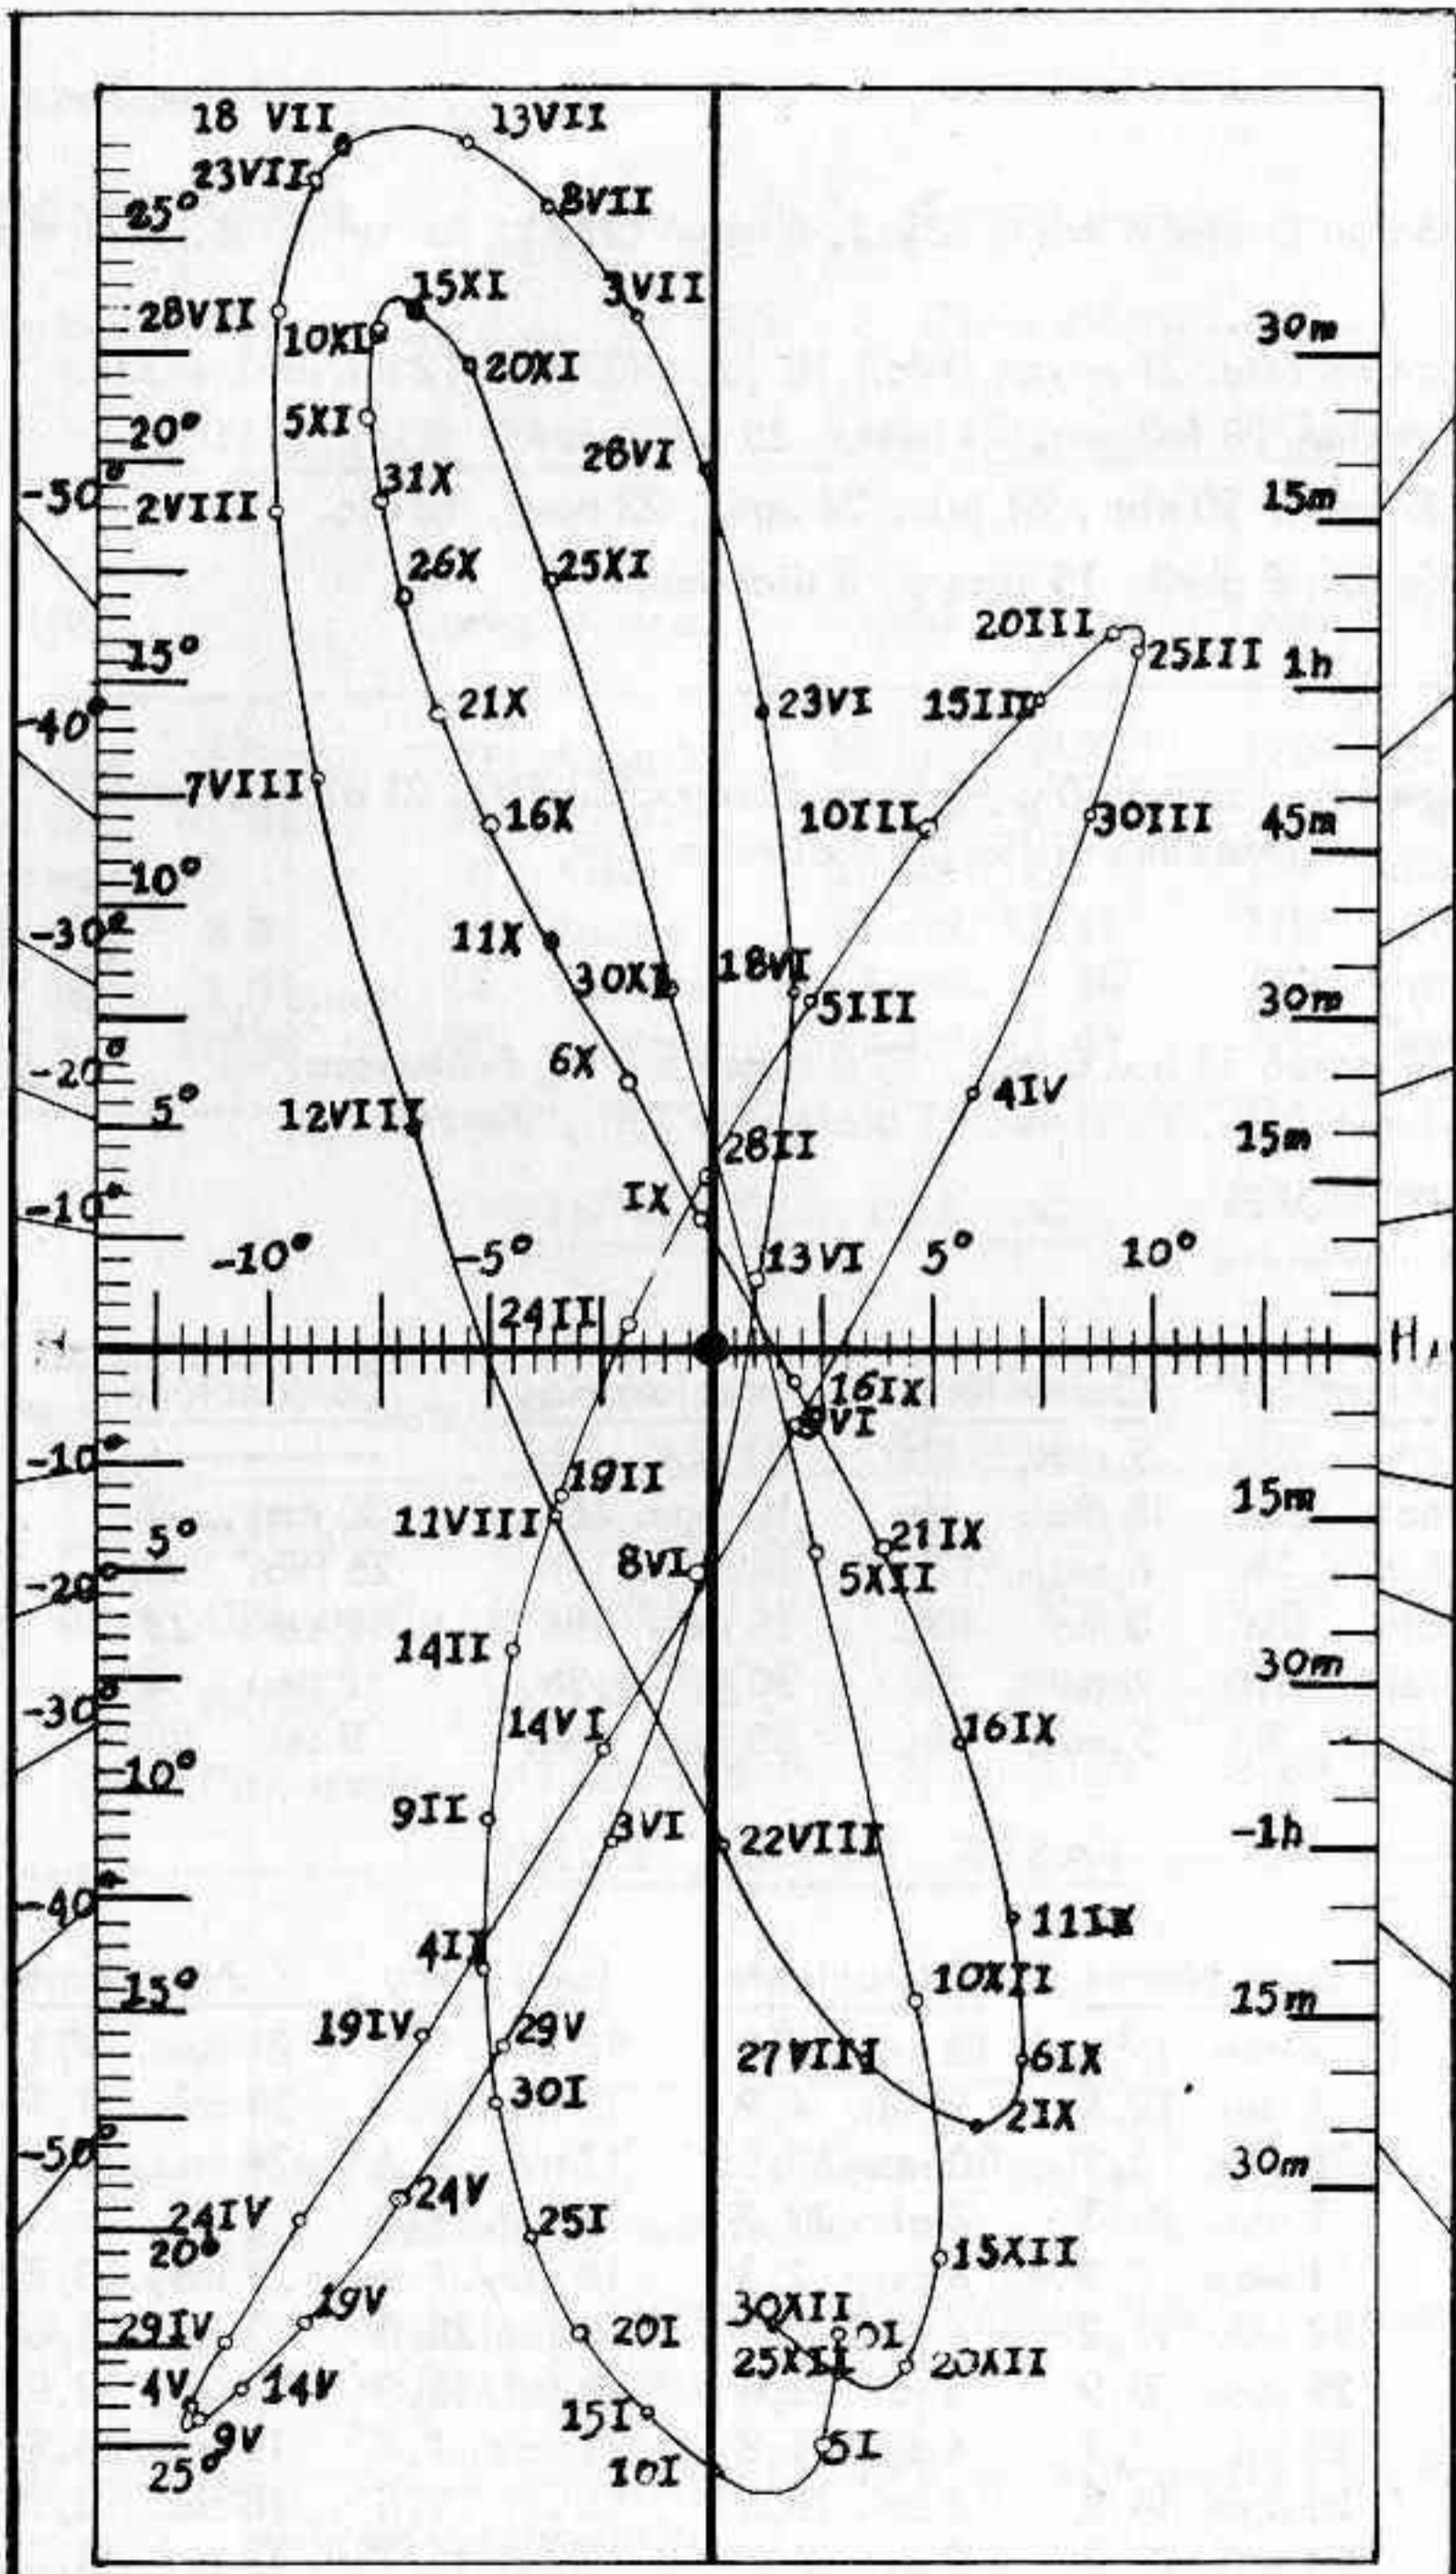 18 VII 13VII
23VII 8VII
25°
28VII 15XI 3VII 30m
10XI 20XI
20° 5XI 28VI
-50° 2VIII 31X 15m
26X 25XI
15° 20III 25III 1h
-40° 21X 23VI 15III
7VIII 16X 10III 30III 45m
10°
-30° 11X 30XI 18VI 5III 30m
-20° 6X 4IV
5° 12VIII 28II 15m
-10° IX
-10° -5° 13VI 5° 10°
24II H
16IX
-10° 9VI
19II 15m
5° 11VIII 21IX
-20° 8VI 5XII
14II 30m
-30° 14VI 16IX
10° 9II 3VI 22VIII -1h
-40° 11IX
4II 10XII
15° 19IV 29V 15m
30I 27VIII 6IX
-50° 2IX
24IV 24V 25I 30m
20° 15XII
29IV 19V 20I 30XII 0I
4V 14V 25XII 20XII
9V 15I 5I
25° 10I